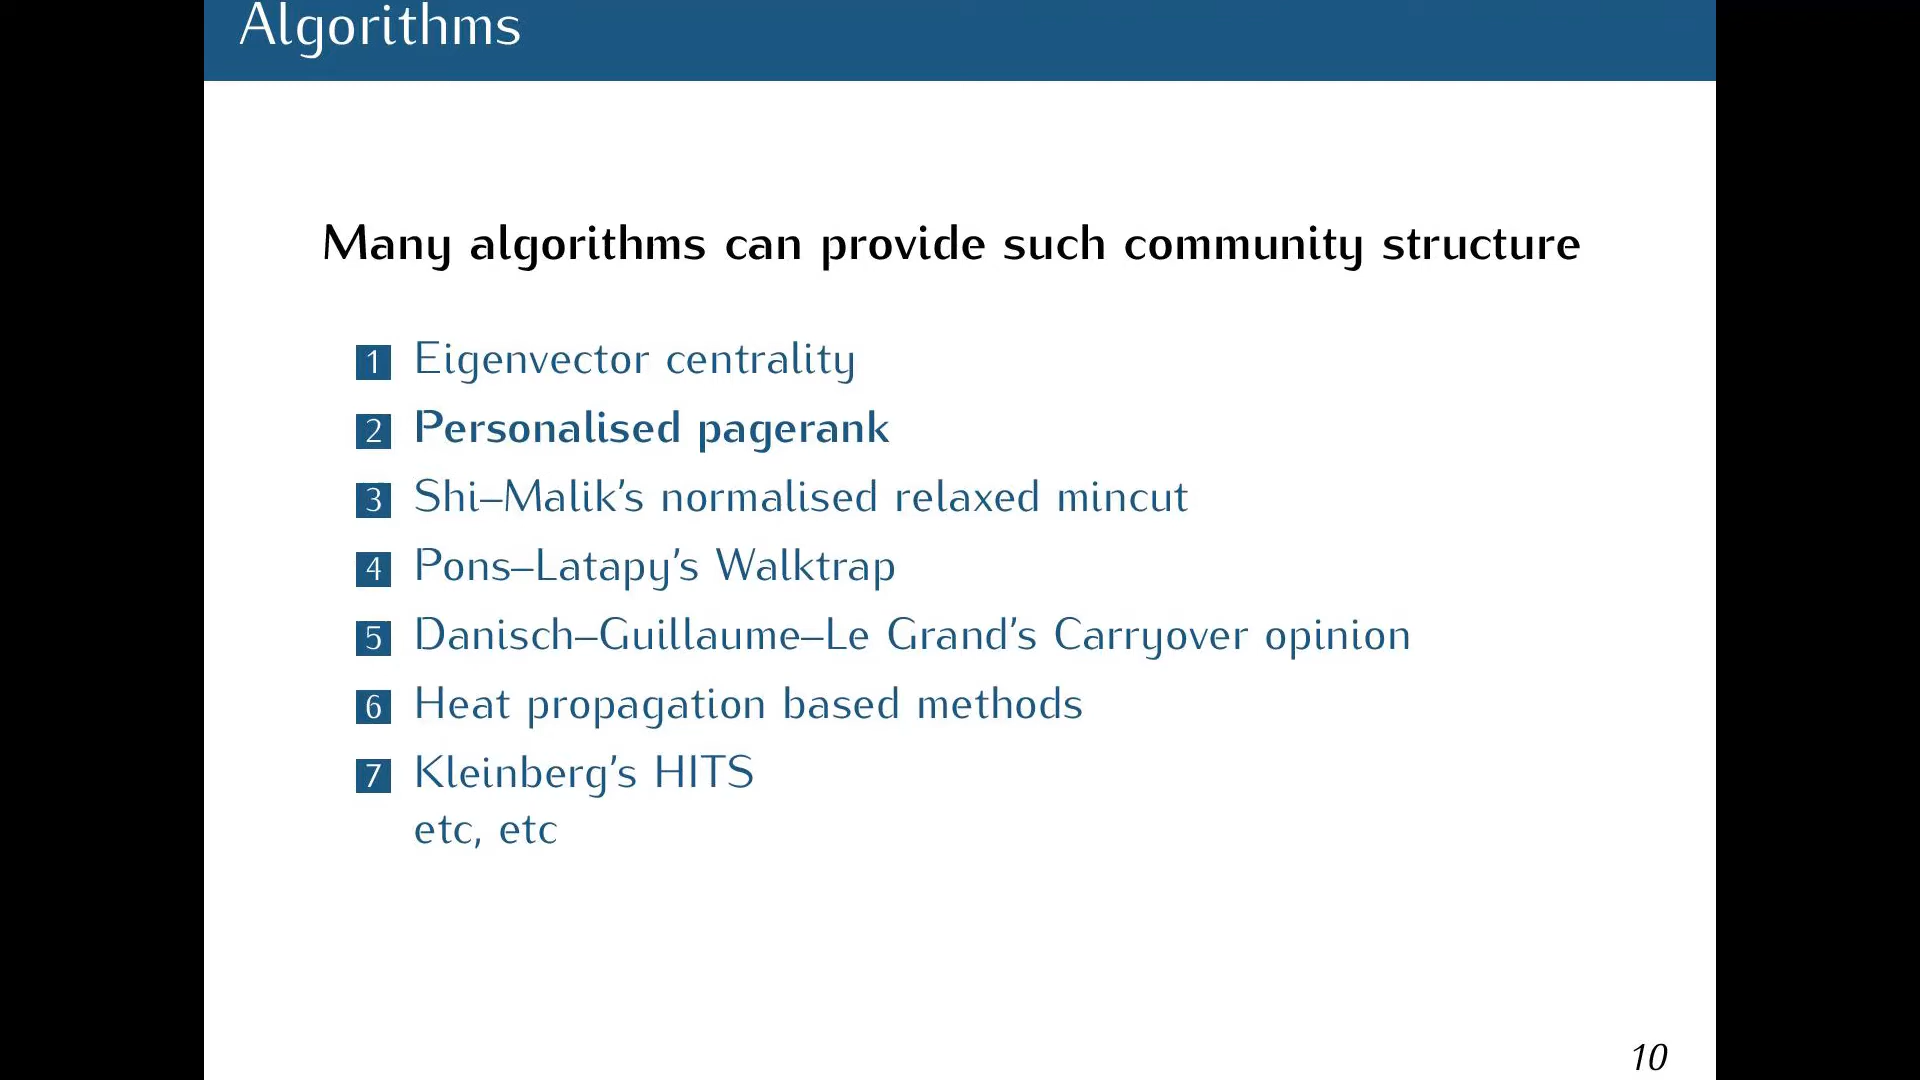 Algorithms
Many algorithms can provide such community structure
1 Eigenvector centrality
2 Personalised pagerank
3 Shi–Malik’s normalised relaxed mincut
4 Pons–Latapy’s Walktrap
5 Danisch–Guillaume–Le Grand’s Carryover opinion
6 Heat propagation based methods
7 Kleinberg’s HITS
etc, etc
10